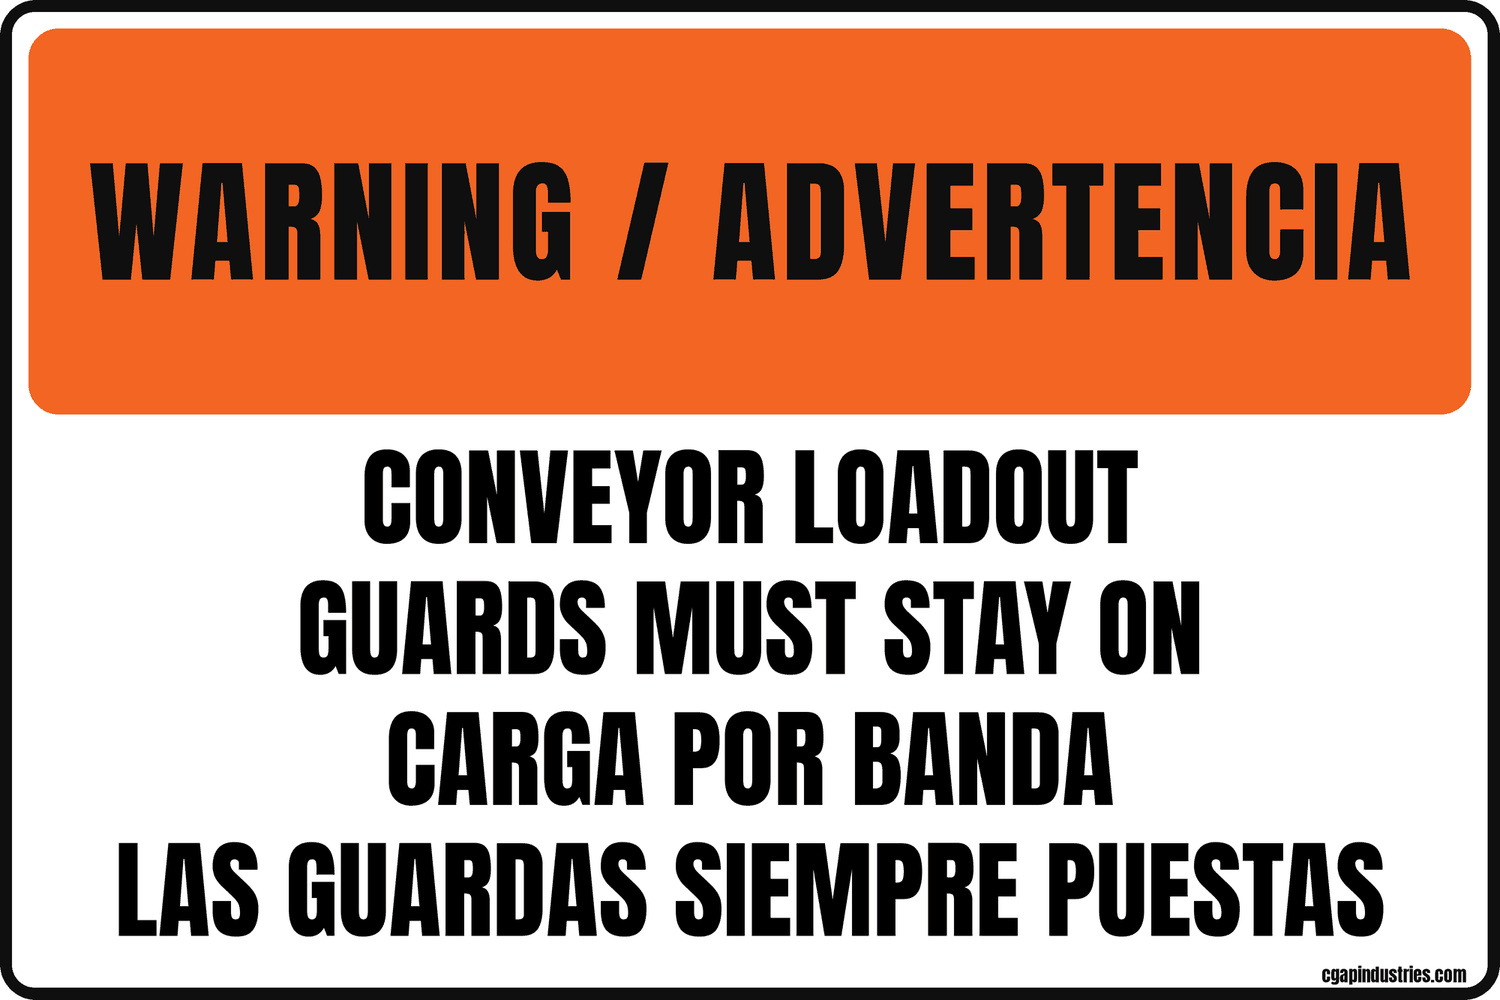 WARNING / ADVERTENCIA
CONVEYOR LOADOUT
GUARDS MUST STAY ON
CARGA POR BANDA
LAS GUARDAS SIEMPRE PUESTAS
cgapindustries.com